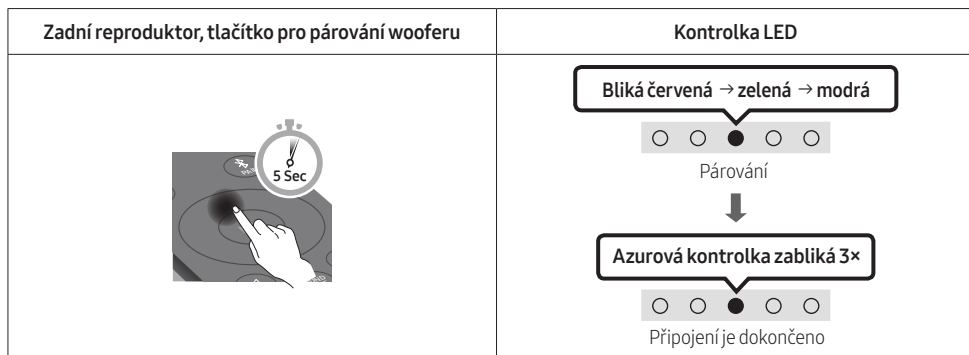 Zadní reproduktor, tlačítko pro párování wooferu
Kontrolka LED
5 Sec
Bliká červená → zelená → modrá
Párování
Azurová kontrolka zabliká 3×
Připojení je dokončeno